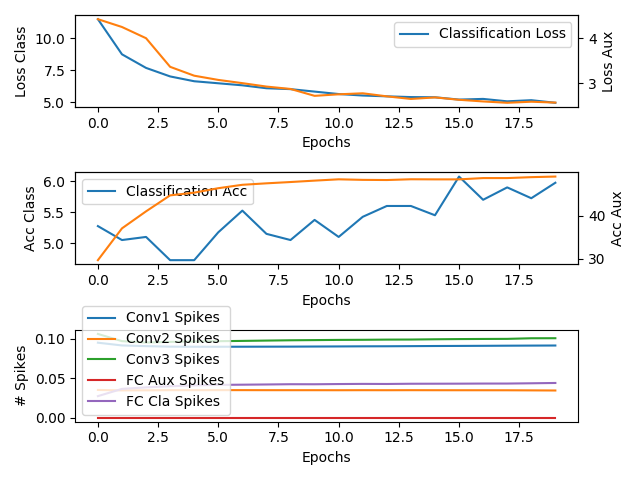 Classification Loss
Loss Class
10.0
7.5
5.0
4
3
Loss Aux
0.0 2.5 5.0 7.5 10.0 12.5 15.0 17.5
Epochs
Classification Acc
Acc Class
6.0
5.5
5.0
40
30
Acc Aux
0.0 2.5 5.0 7.5 10.0 12.5 15.0 17.5
Epochs
Conv1 Spikes
Conv2 Spikes
Conv3 Spikes
FC Aux Spikes
FC Cla Spikes
# Spikes
0.10
0.05
0.00
0.0 2.5 5.0 7.5 10.0 12.5 15.0 17.5
Epochs